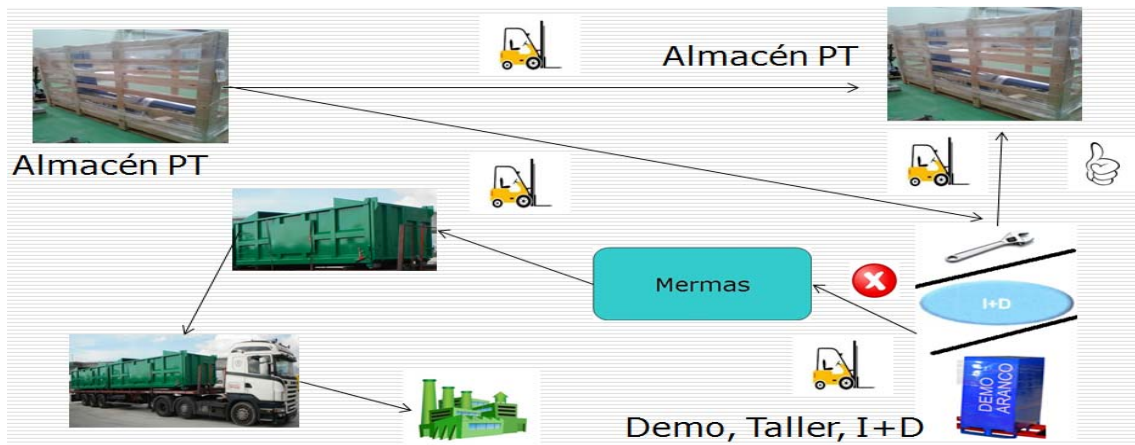 Almacén PT
Almacén PT
Mermas
I+D
DEMO
ARANCO
Demo, Taller, I+D